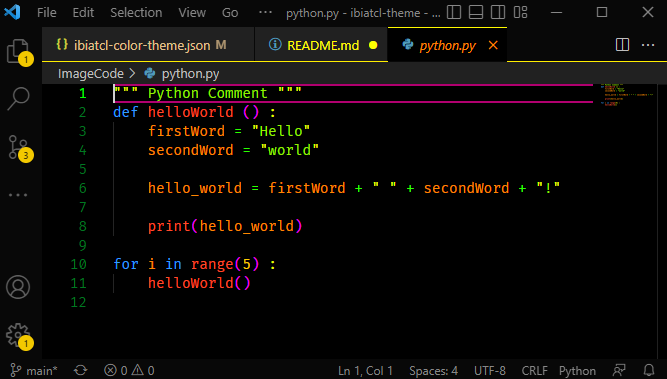 File Edit Selection View ··· python.py - ibiatcl-theme - ...
ibiatcl-color-theme.json M README.md python.py
ImageCode > python.py
1 """ Python Comment """
2 def helloWorld () :
3 firstWord = "Hello"
4 secondWord = "world"
5
6 hello_world = firstWord + " " + secondWord + "!"
7
8 print(hello_world)
9
10 for i in range(5) :
11 helloWorld()
12
1
3
1
main* 0 0 Ln 1, Col 1 Spaces: 4 UTF-8 CRLF Python